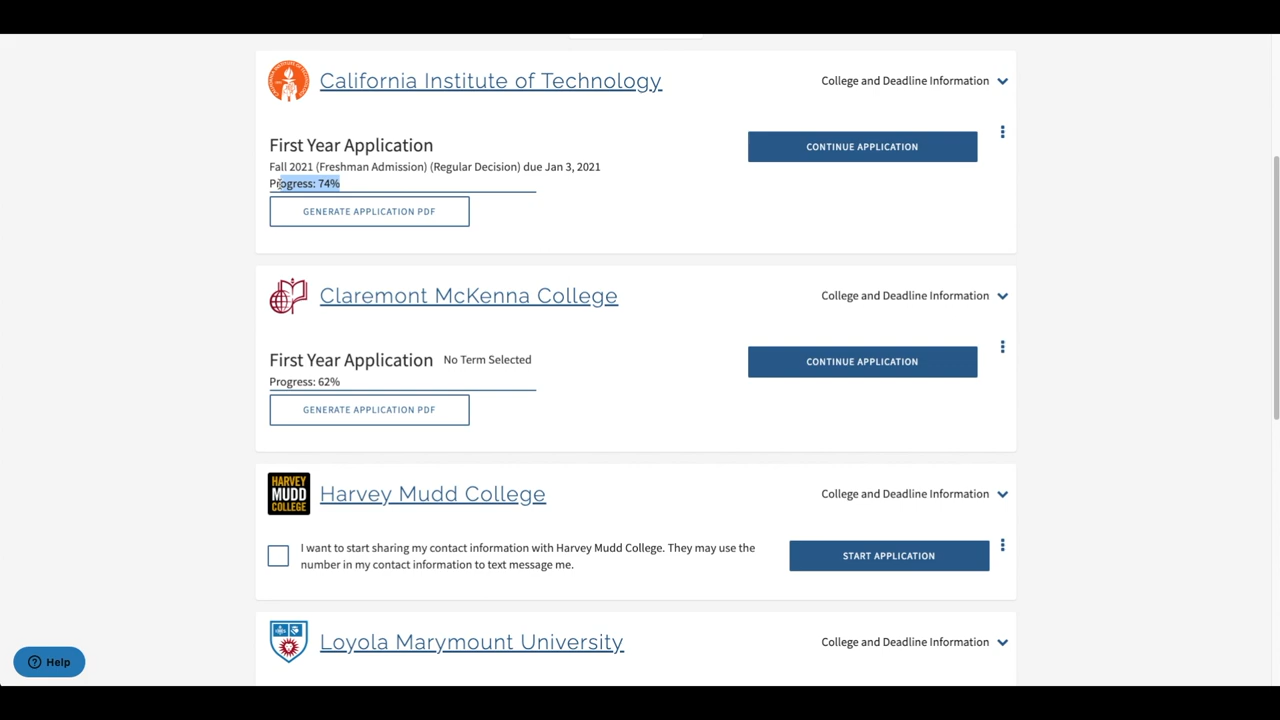 California Institute of Technology
College and Deadline Information
First Year Application
CONTINUE APPLICATION
Fall 2021 (Freshman Admission) (Regular Decision) due Jan 3, 2021
Progress: 74%
GENERATE APPLICATION PDF
Claremont McKenna College
College and Deadline Information
First Year Application No Term Selected
CONTINUE APPLICATION
Progress: 62%
GENERATE APPLICATION PDF
HARVEY
MUDD
COLLEGE
Harvey Mudd College
College and Deadline Information
I want to start sharing my contact information with Harvey Mudd College. They may use the
number in my contact information to text message me.
START APPLICATION
Loyola Marymount University
College and Deadline Information
Help